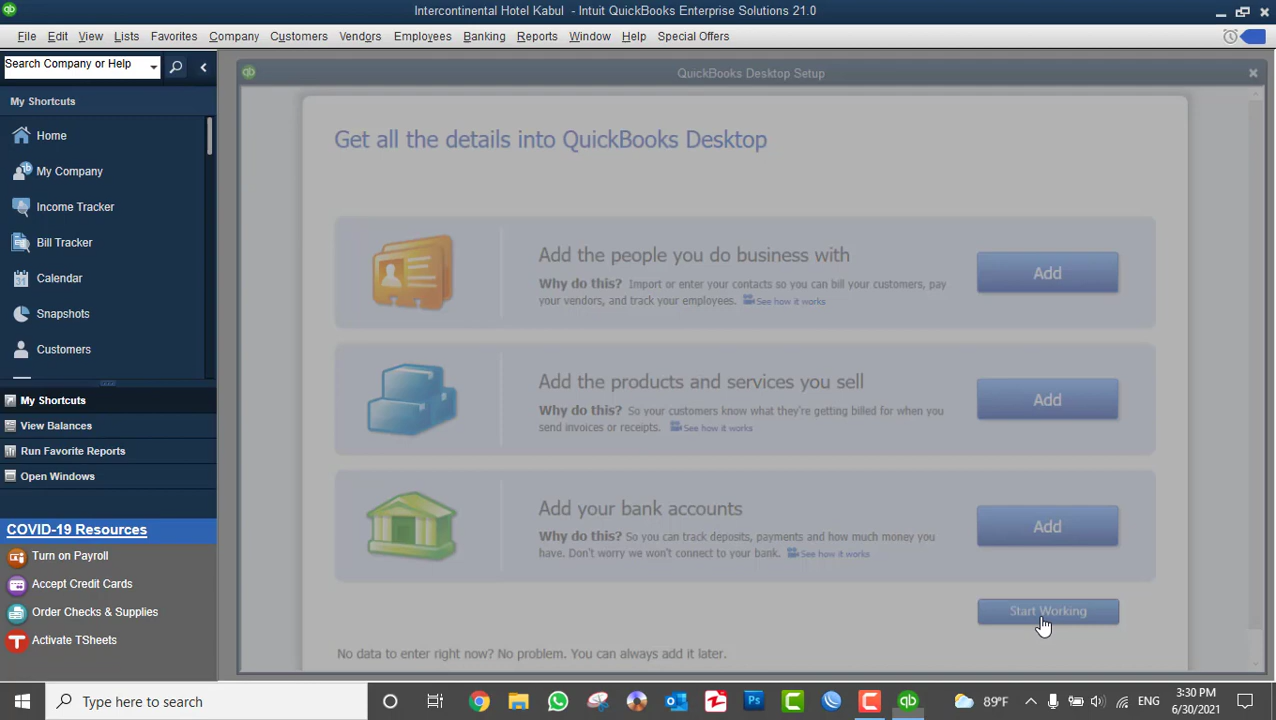 Intercontinental Hotel Kabul - Intuit QuickBooks Enterprise Solutions 21.0
File Edit View Lists Favorites Company Customers Vendors Employees Banking Reports Window Help Special Offers
Search Company or Help
QuickBooks Desktop Setup
My Shortcuts
Home
My Company
Income Tracker
Bill Tracker
Calendar
Snapshots
Customers
My Shortcuts
View Balances
Run Favorite Reports
Open Windows
COVID-19 Resources
Turn on Payroll
Accept Credit Cards
Order Checks & Supplies
Activate TSheets
Get all the details into QuickBooks Desktop
Add the people you do business with
Why do this? Import or enter your contacts so you can bill your customers, pay
your vendors, and track your employees. See how it works
Add
Add the products and services you sell
Why do this? So your customers know what they're getting billed for when you
send invoices or receipts. See how it works
Add
Add your bank accounts
Why do this? So you can track deposits, payments and how much money you
have. Don't worry we won't connect to your bank. See how it works
Add
Start Working
No data to enter right now? No problem. You can always add it later.
Type here to search
89°F
ENG
3:30 PM
6/30/2021